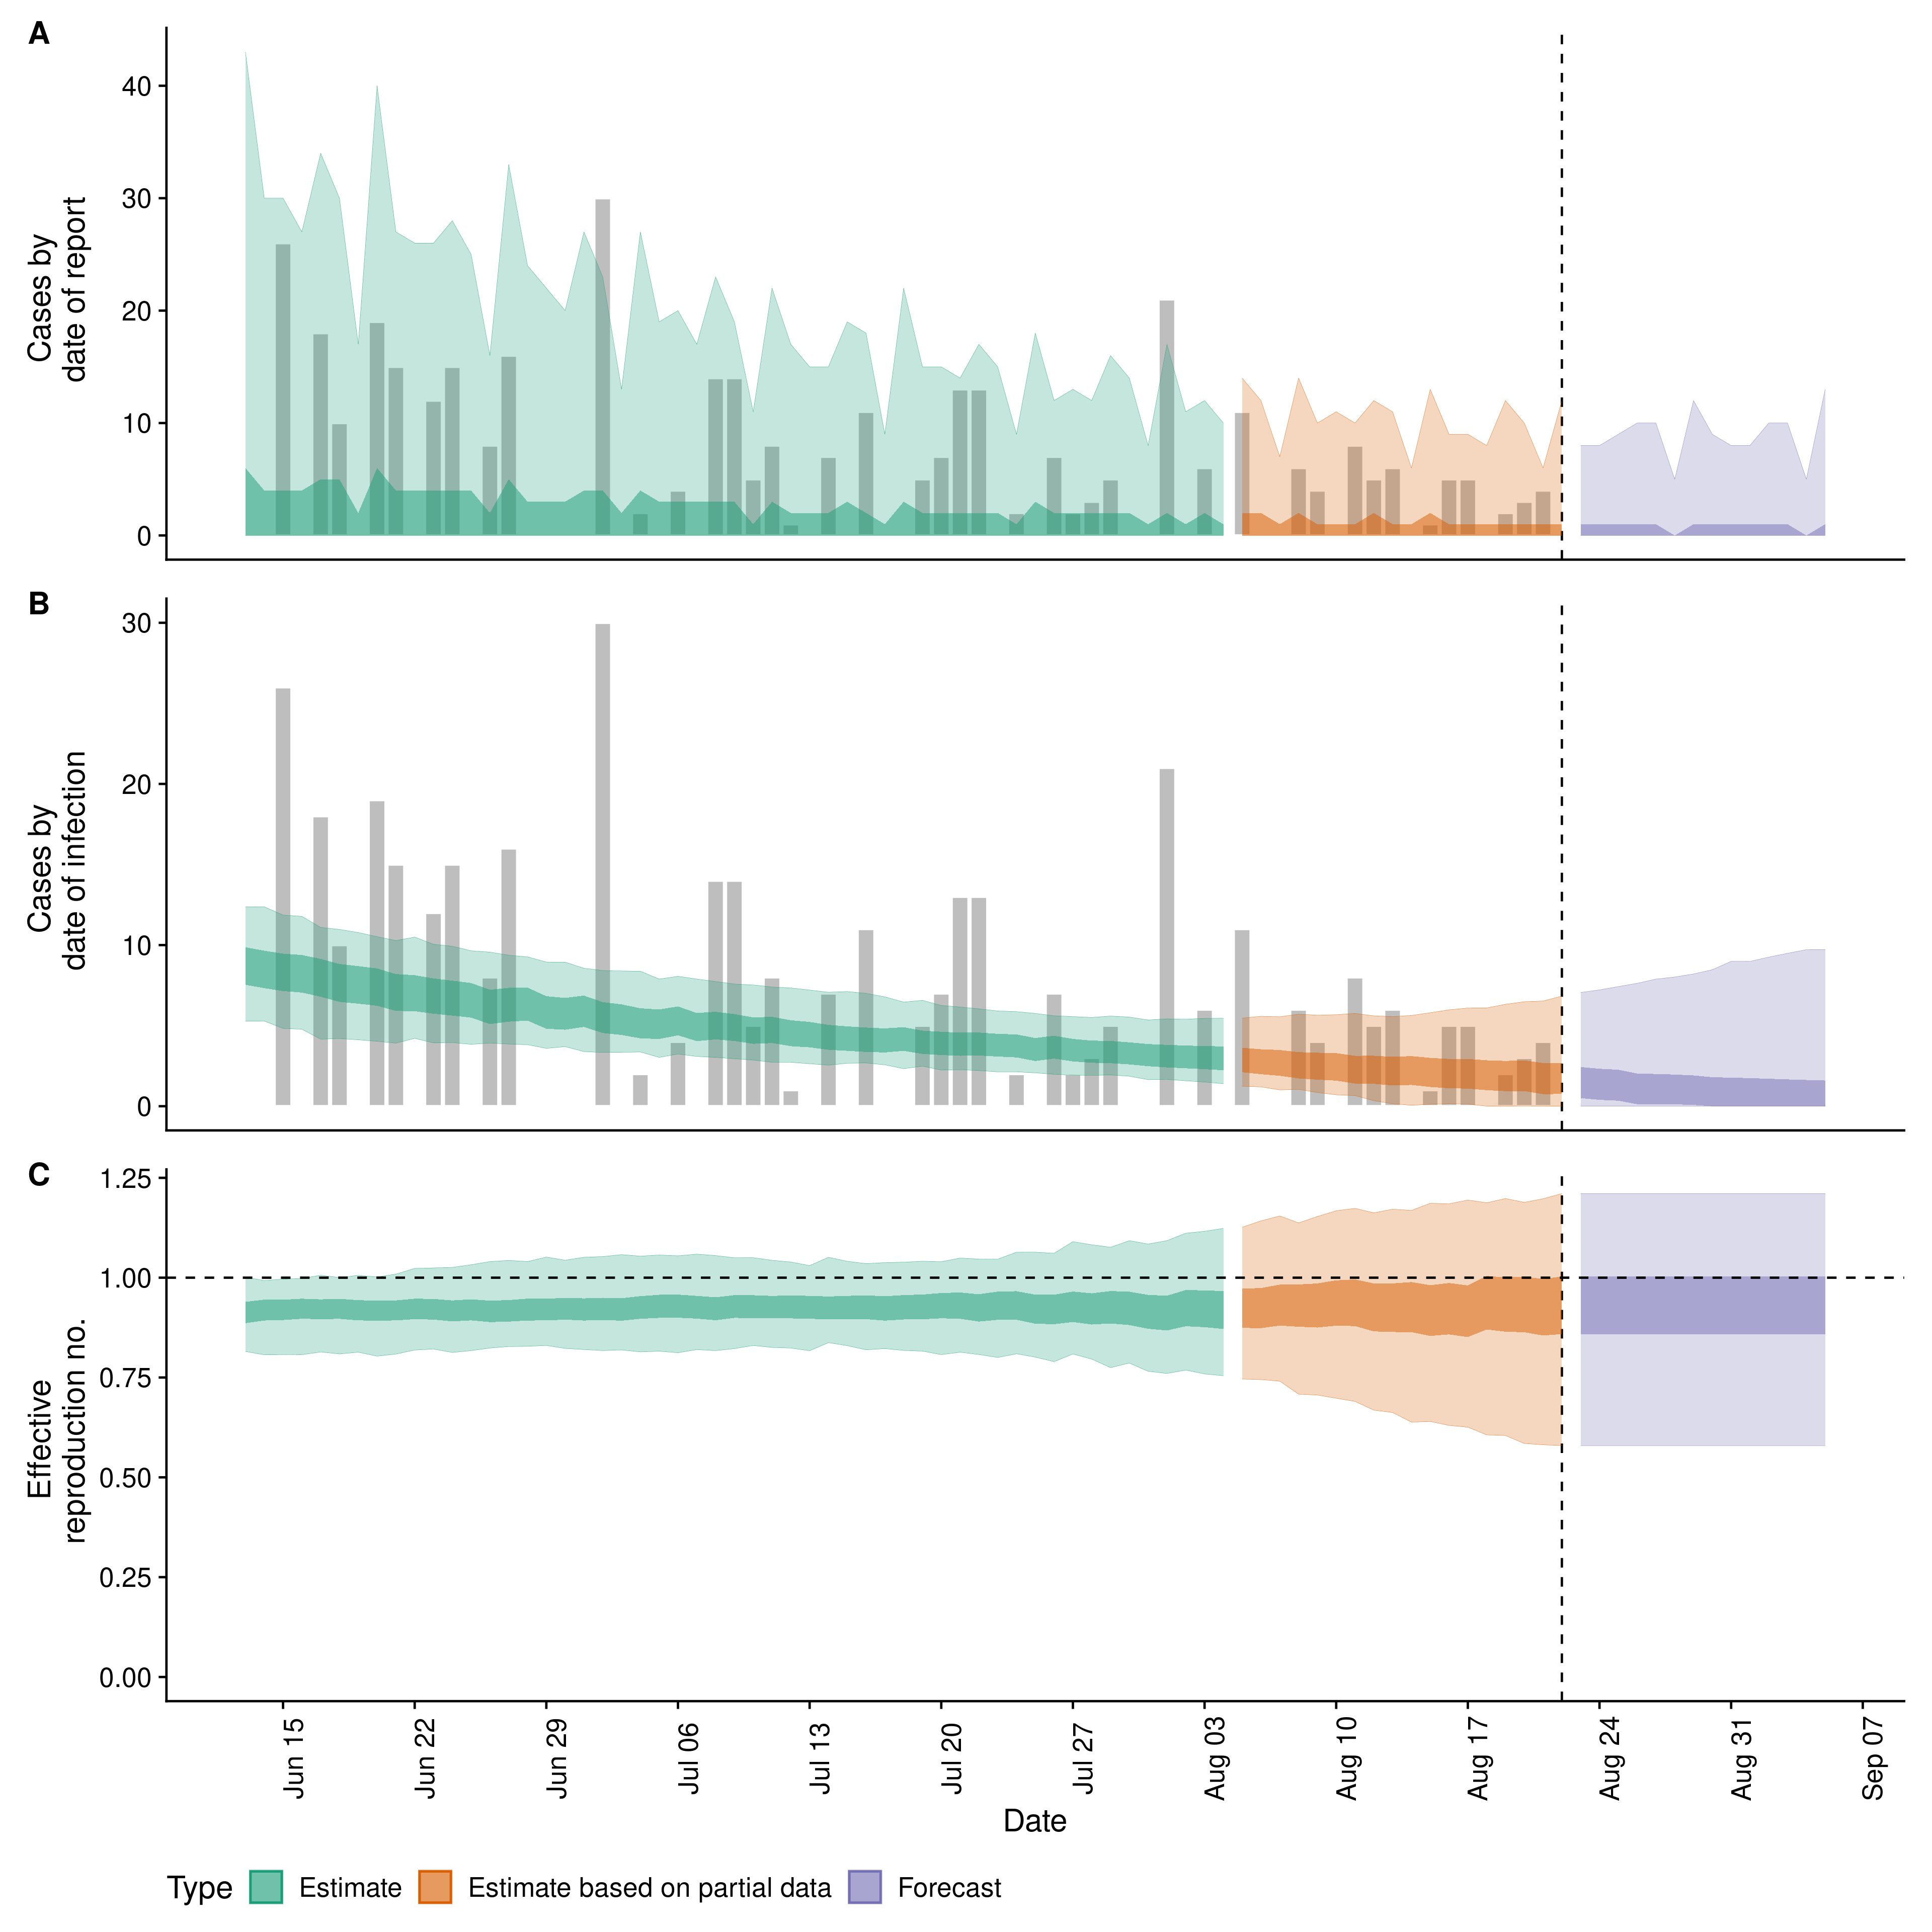 A
Cases by
date of report
40
30
20
10
0
B
Cases by
date of infection
30
20
10
0
C
Effective
reproduction no.
1.25
1.00
0.75
0.50
0.25
0.00
Jun 15
Jun 22
Jun 29
Jul 06
Jul 13
Jul 20
Jul 27
Aug 03
Aug 10
Aug 17
Aug 24
Aug 31
Sep 07
Date
Type Estimate Estimate based on partial data Forecast